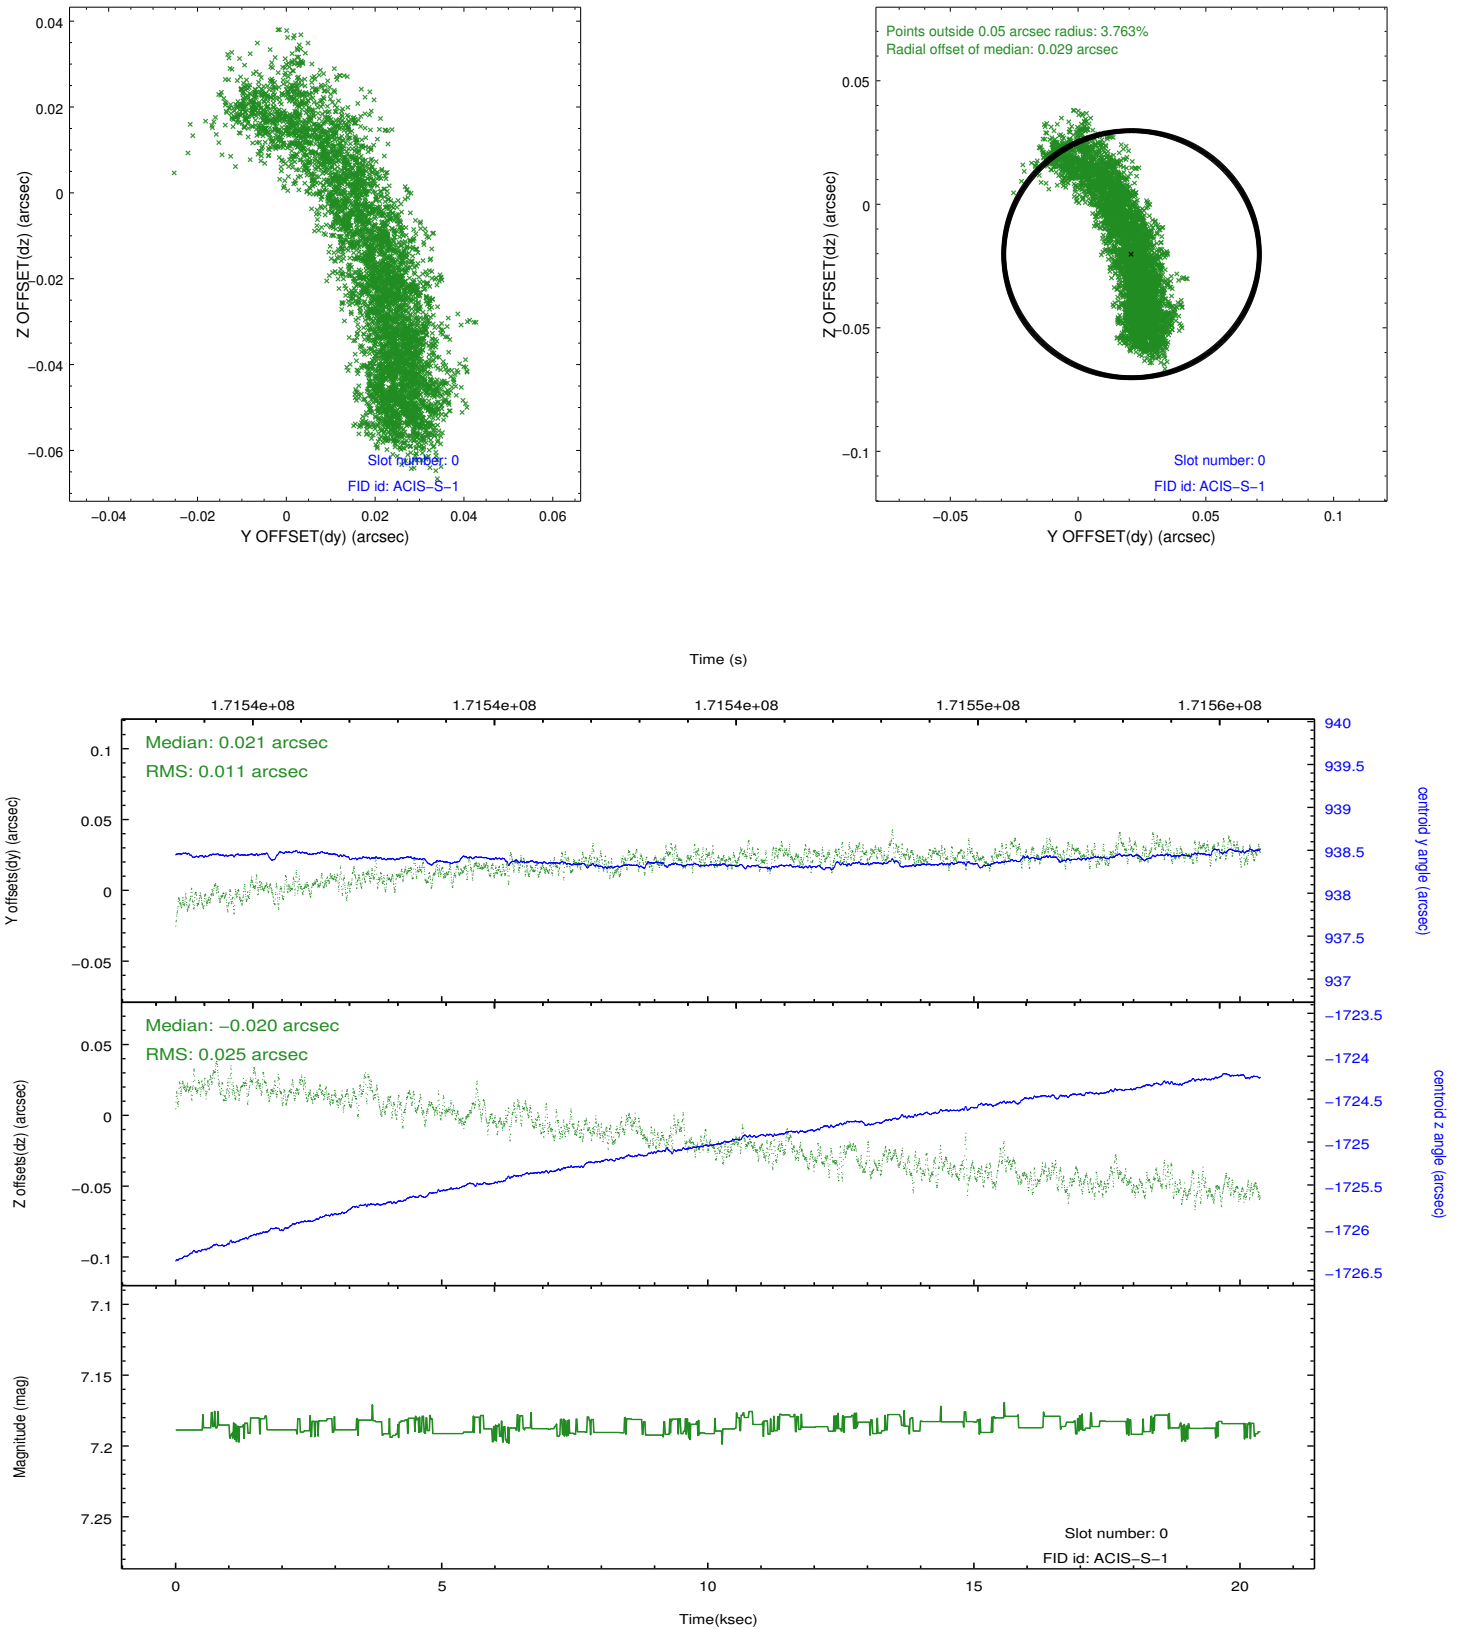 0.04
0.02
0
−0.02
−0.04
−0.06
Z OFFSET(dz) (arcsec)
Slot number: 0
FID id: ACIS−S−1
−0.04
−0.02
0
0.02
0.04
0.06
Y OFFSET(dy) (arcsec)
Points outside 0.05 arcsec radius: 3.763%
Radial offset of median: 0.029 arcsec
0.05
0
−0.05
−0.1
Z OFFSET(dz) (arcsec)
Slot number: 0
FID id: ACIS−S−1
−0.05
0
0.05
0.1
Y OFFSET(dy) (arcsec)
Time (s)
1.7154e+08
1.7154e+08
1.7154e+08
1.7155e+08
1.7156e+08
Median: 0.021 arcsec
RMS: 0.011 arcsec
0.1
0.05
0
−0.05
Y offsets(dy) (arcsec)
940
939.5
939
938.5
938
937.5
937
centroid y angle (arcsec)
Median: −0.020 arcsec
RMS: 0.025 arcsec
0.05
0
−0.05
−0.1
Z offsets(dz) (arcsec)
−1723.5
−1724
−1724.5
−1725
−1725.5
−1726
−1726.5
centroid z angle (arcsec)
7.1
7.15
7.2
7.25
Magnitude (mag)
Slot number: 0
FID id: ACIS−S−1
0
5
10
15
20
Time(ksec)